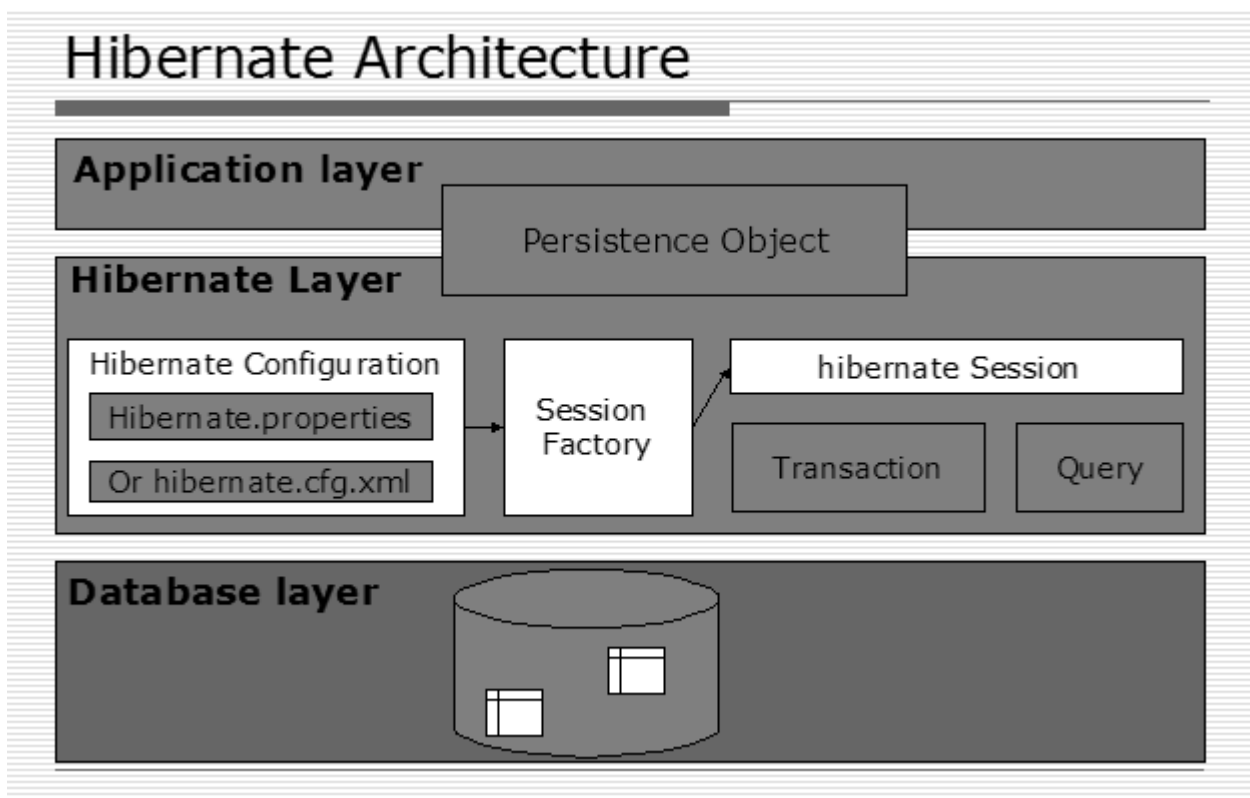 Hibernate Architecture
Application layer
Persistence Object
Hibernate Layer
Hibernate Configuration
Hibernate.properties
Or hibernate.cfg.xml
Session
Factory
hibernate Session
Transaction
Query
Database layer